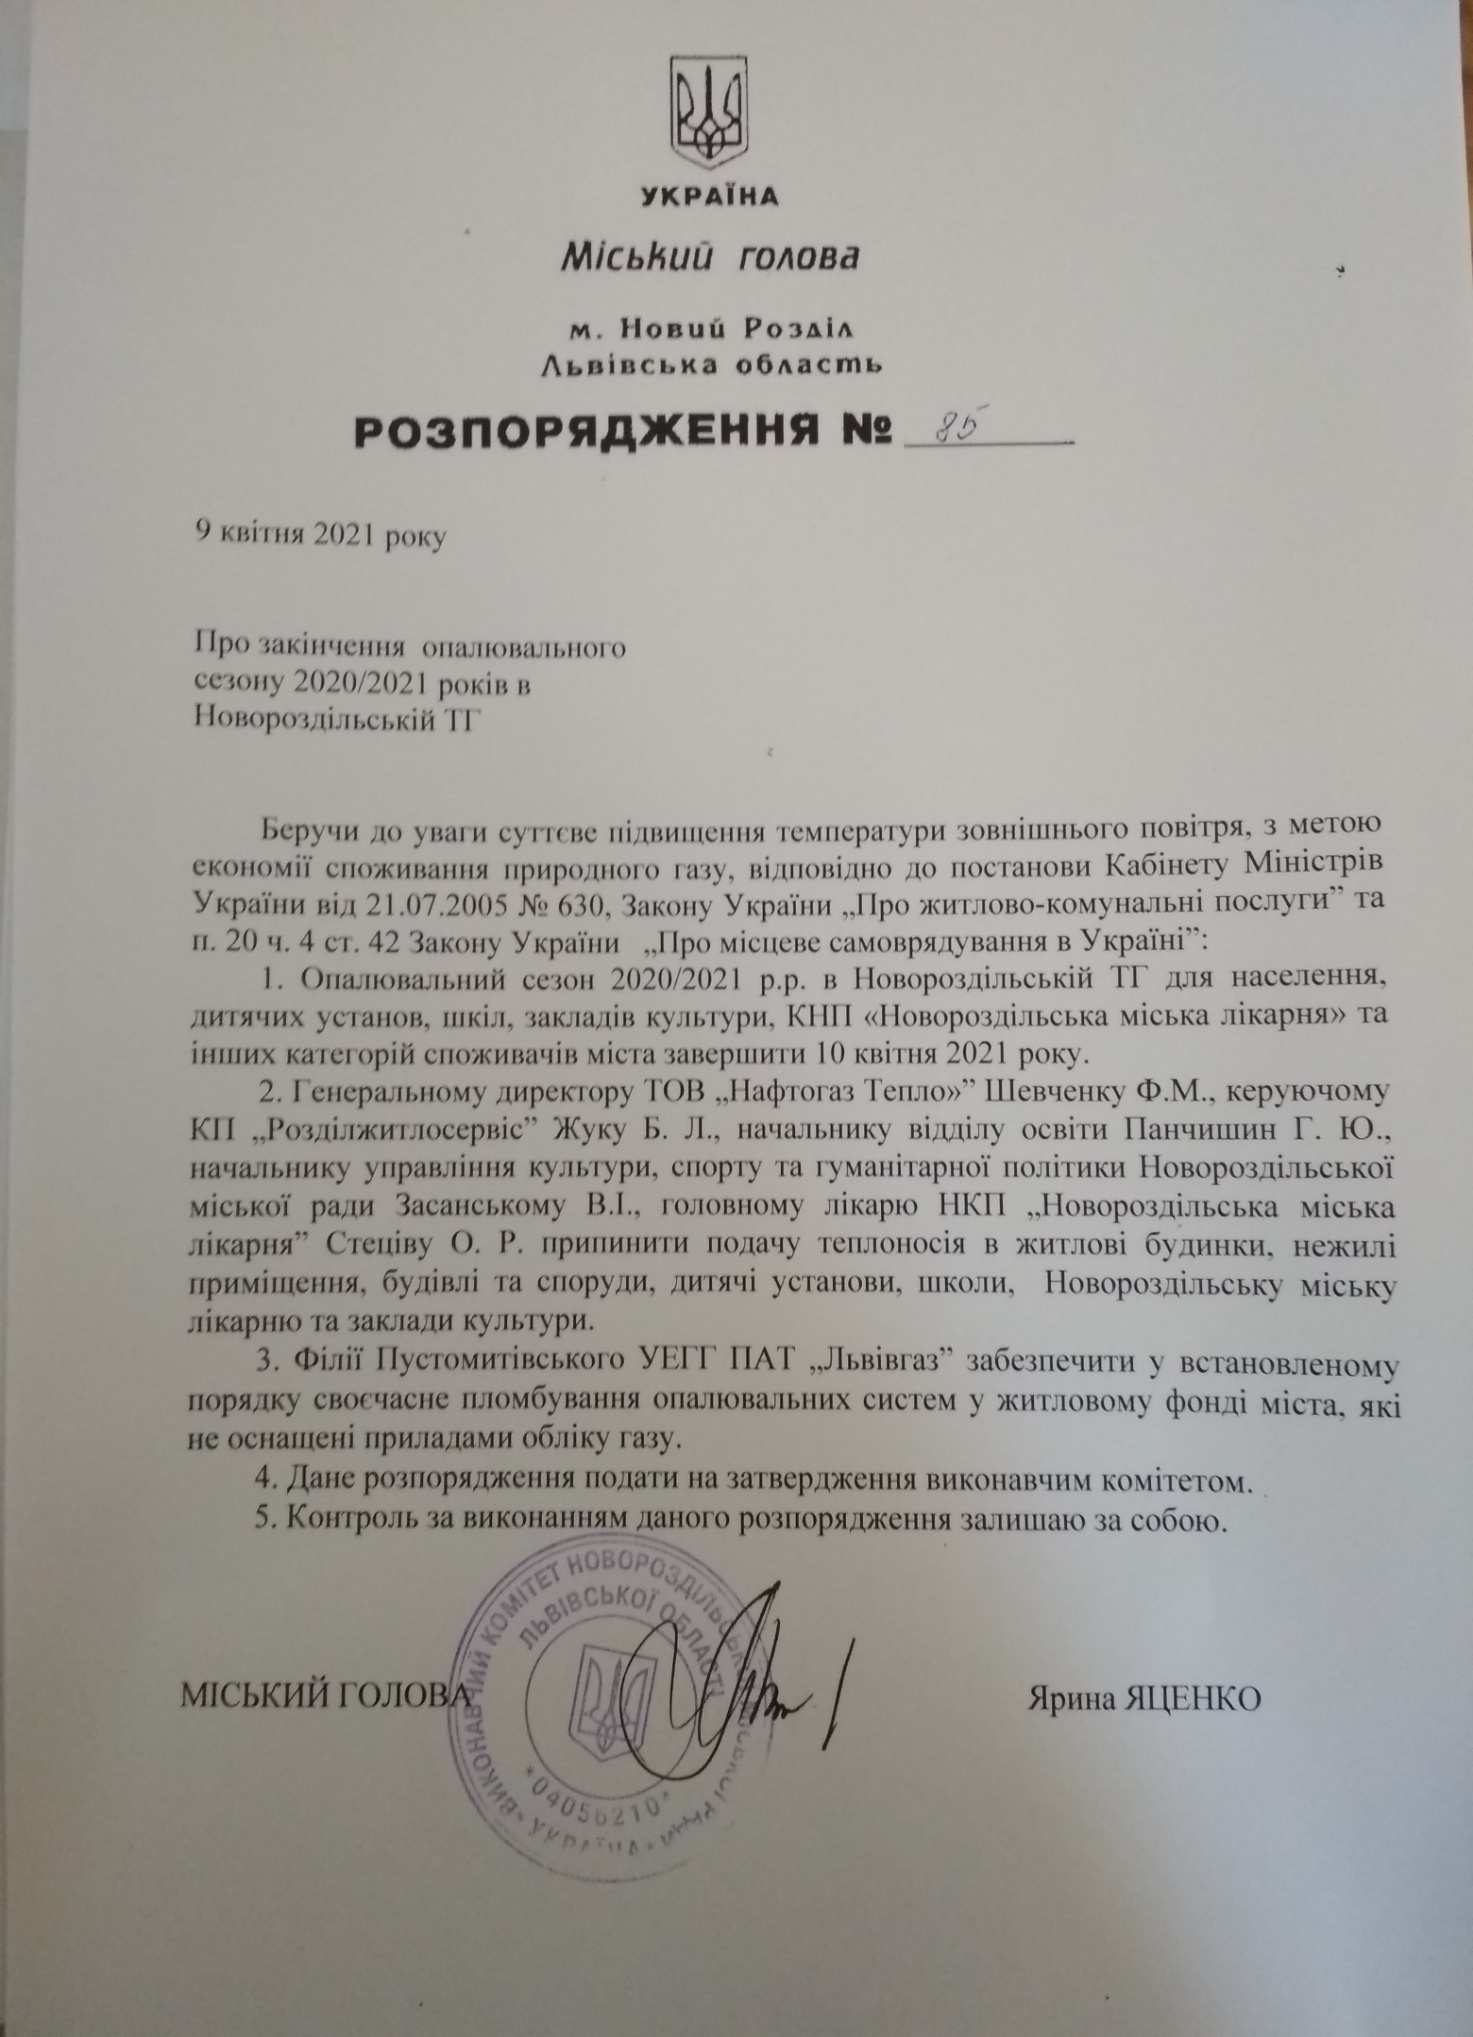 УКРАЇНА
Міський голова
м. Новий Розділ
Львівська область
РОЗПОРЯДЖЕННЯ № 85
9 квітня 2021 року
Про закінчення опалювального
сезону 2020/2021 років в
Новороздільській ТГ
Беручи до уваги суттєве підвищення температури зовнішнього повітря, з метою
економії споживання природного газу, відповідно до постанови Кабінету Міністрів
України від 21.07.2005 № 630, Закону України „Про житлово-комунальні послуги” та
п. 20 ч. 4 ст. 42 Закону України „Про місцеве самоврядування в Україні”:
1. Опалювальний сезон 2020/2021 р.р. в Новороздільській ТГ для населення,
дитячих установ, шкіл, закладів культури, КНП «Новороздільська міська лікарня» та
інших категорій споживачів міста завершити 10 квітня 2021 року.
2. Генеральному директору ТОВ „Нафтогаз Тепло»” Шевченку Ф.М., керуючому
КП „Розділжитлосервіс” Жуку Б. Л., начальнику відділу освіти Панчишин Г. Ю.,
начальнику управління культури, спорту та гуманітарної політики Новороздільської
міської ради Засанському В.І., головному лікарю НКП „Новороздільська міська
лікарня” Стеціву О. Р. припинити подачу теплоносія в житлові будинки, нежилі
приміщення, будівлі та споруди, дитячі установи, школи, Новороздільську міську
лікарню та заклади культури.
3. Філії Пустомитівського УЕГГ ПАТ „Львівгаз” забезпечити у встановленому
порядку своєчасне пломбування опалювальних систем у житловому фонді міста, які
не оснащені приладами обліку газу.
4. Дане розпорядження подати на затвердження виконавчим комітетом.
5. Контроль за виконанням даного розпорядження залишаю за собою.
МІСЬКИЙ ГОЛОВА
Ярина ЯЦЕНКО
ВИКОНАВЧИЙ КОМІТЕТ НОВОРОЗДІЛЬСЬКОЇ МІСЬКОЇ РАДИ
ЛЬВІВСЬКОЇ ОБЛАСТІ
*04056210*
УКРАЇНА